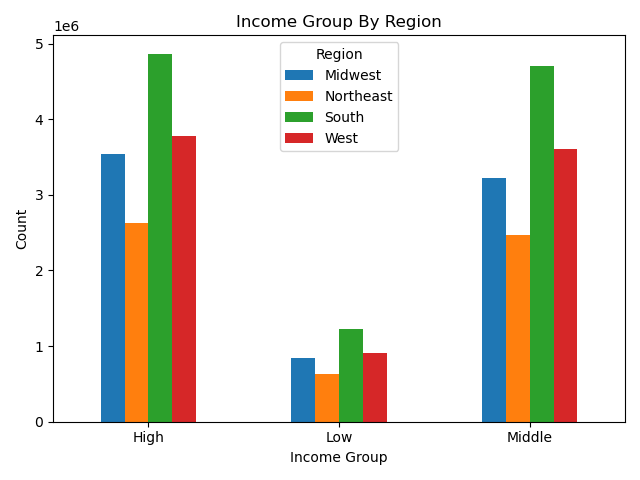 Income Group By Region
1e6
5
4
3
2
1
0
Count
Region
Midwest
Northeast
South
West
High
Low
Middle
Income Group